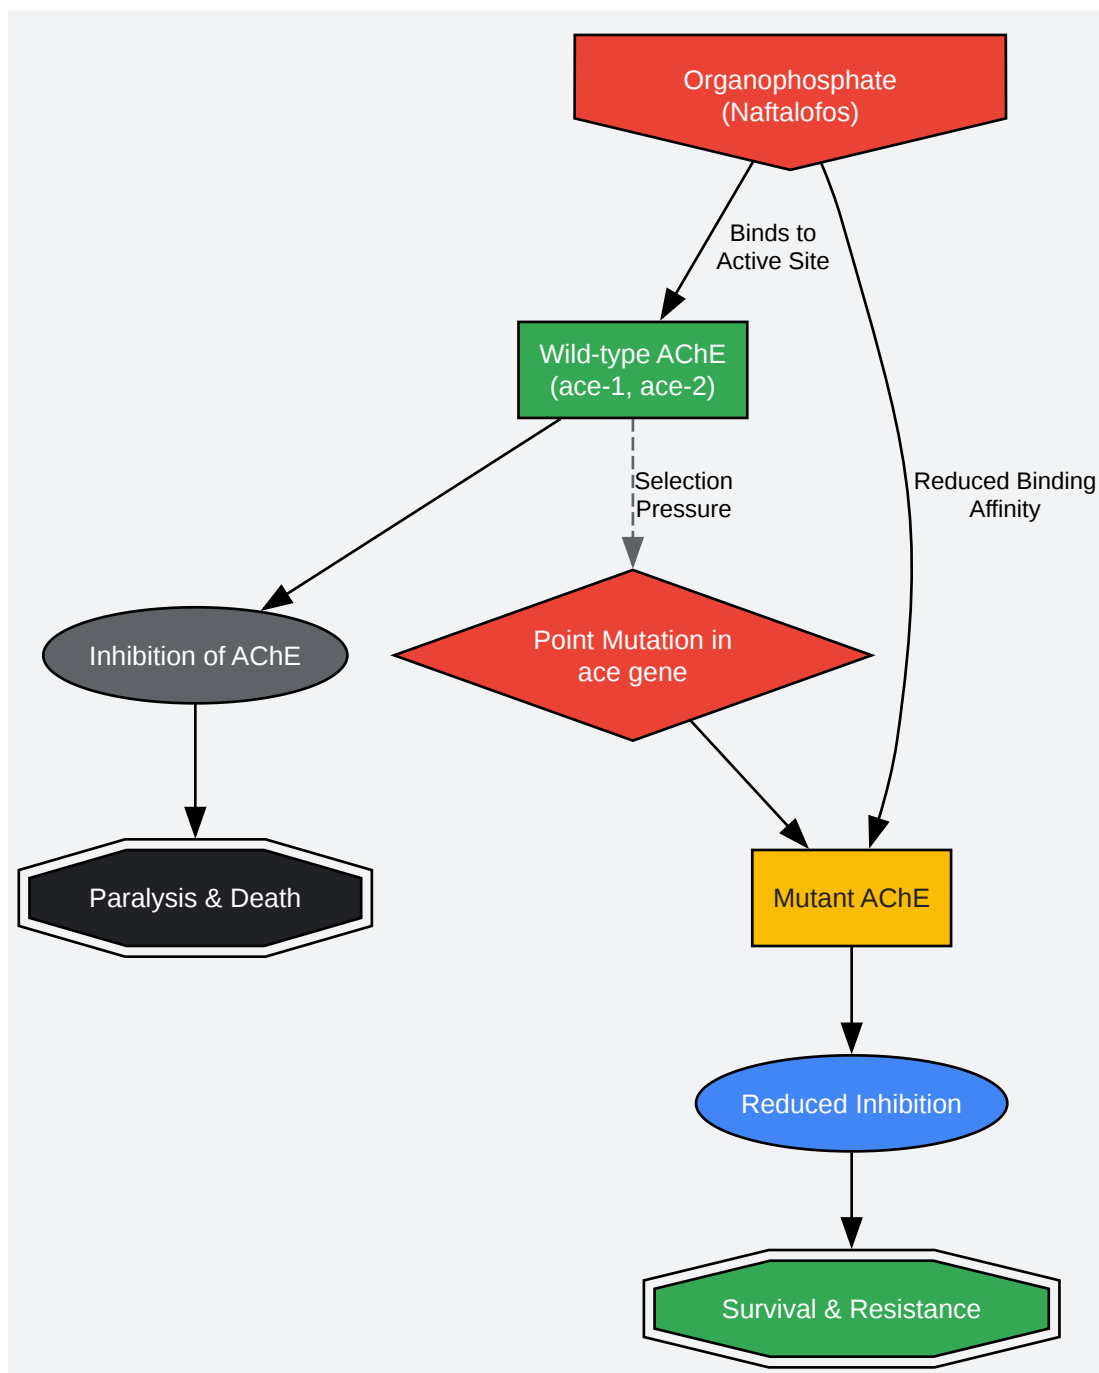 Organophosphate
(Naftalofos)
Binds to
Active Site
Wild-type AChE
(ace-1, ace-2)
Selection
Pressure
Reduced Binding
Affinity
Inhibition of AChE
Point Mutation in
ace gene
Paralysis & Death
Mutant AChE
Reduced Inhibition
Survival & Resistance